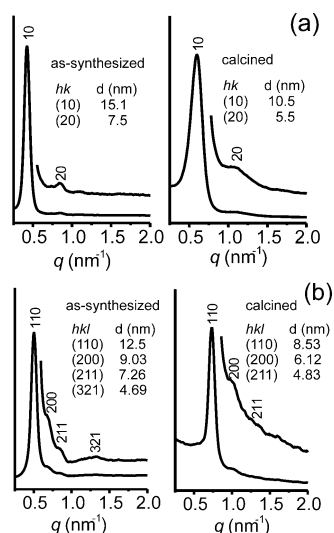 (a)
10
as-synthesized
hk d (nm)
(10) 15.1
(20) 7.5
20
10
calcined
hk d (nm)
(10) 10.5
(20) 5.5
20
0.5 1.0 1.5 2.0
q (nm-1)
0.5 1.0 1.5 2.0
q (nm-1)
(b)
110
as-synthesized
hkl d (nm)
(110) 12.5
(200) 9.03
(211) 7.26
(321) 4.69
200
211
321
110
calcined
hkl d (nm)
(110) 8.53
(200) 6.12
(211) 4.83
200
211
0.5 1.0 1.5 2.0
q (nm-1)
0.5 1.0 1.5 2.0
q (nm-1)